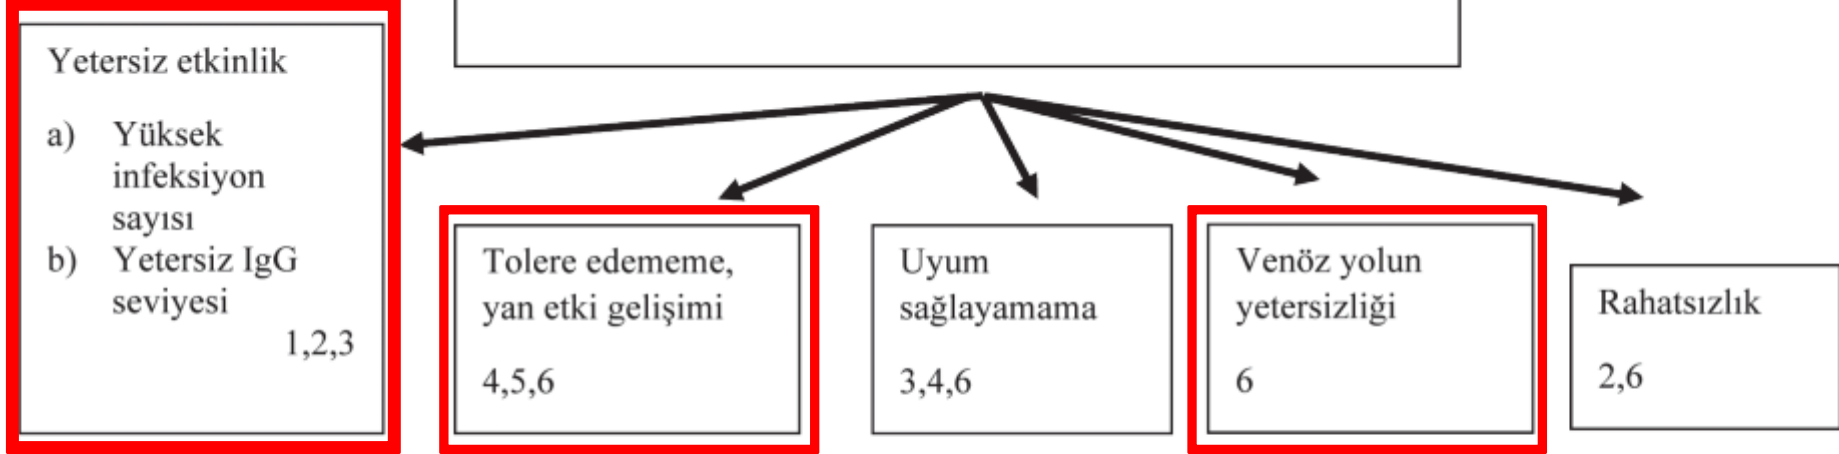 Yetersiz etkinlik
a) Yüksek
infeksiyon
sayısı
b) Yetersiz IgG
seviyesi
1,2,3
Tolere edememe,
yan etki gelişimi
4,5,6
Uyum
sağlayamama
3,4,6
Venöz yolun
yetersizliği
6
Rahatsızlık
2,6